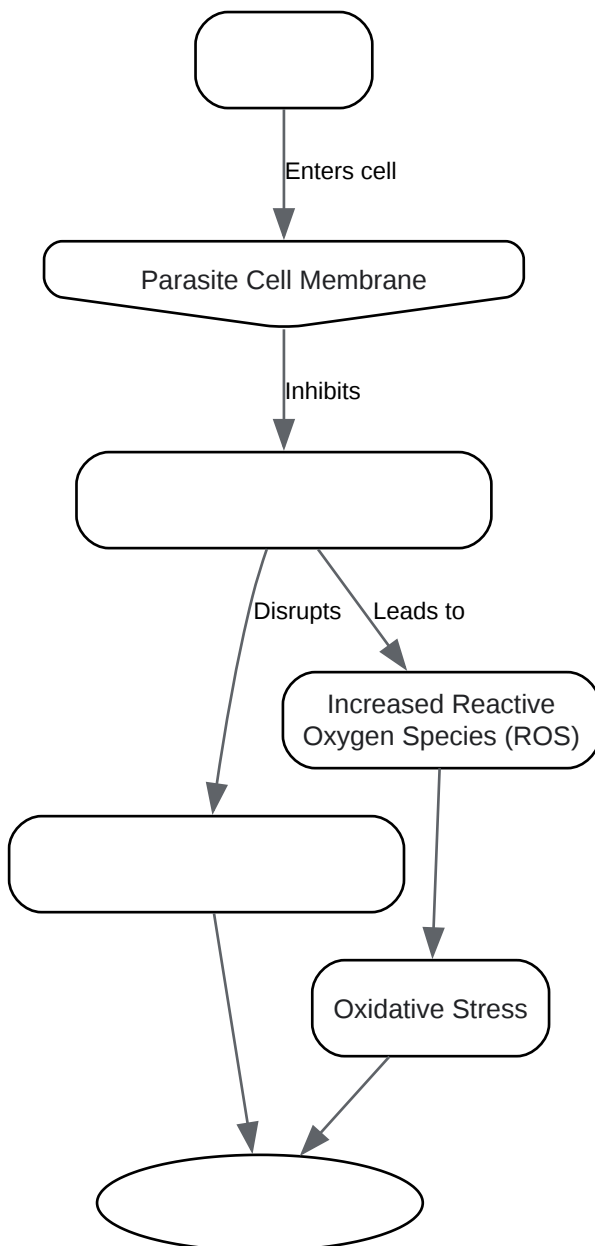 Enters cell
Parasite Cell Membrane
Inhibits
Disrupts
Leads to
Increased Reactive
Oxygen Species (ROS)
Oxidative Stress